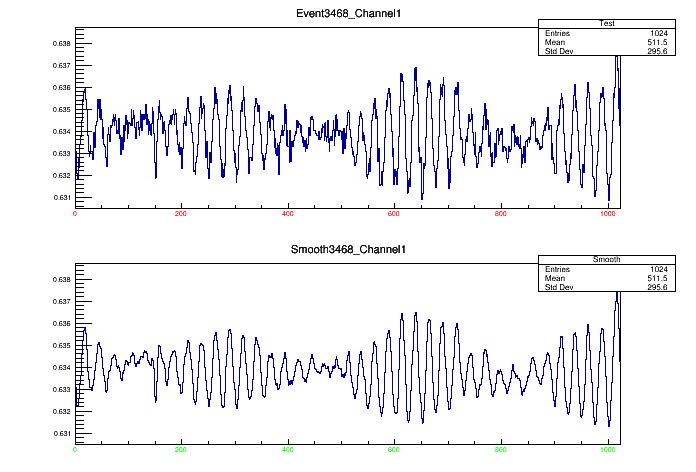 Event3468_Channel1
Test
Entries 1024
Mean 511.5
Std Dev 295.6
0.638
0.637
0.636
0.635
0.634
0.633
0.632
0.631
0 200 400 600 800 1000
Smooth3468_Channel1
Smooth
Entries 1024
Mean 511.5
Std Dev 295.6
0.638
0.637
0.636
0.635
0.634
0.633
0.632
0.631
0 200 400 600 800 1000